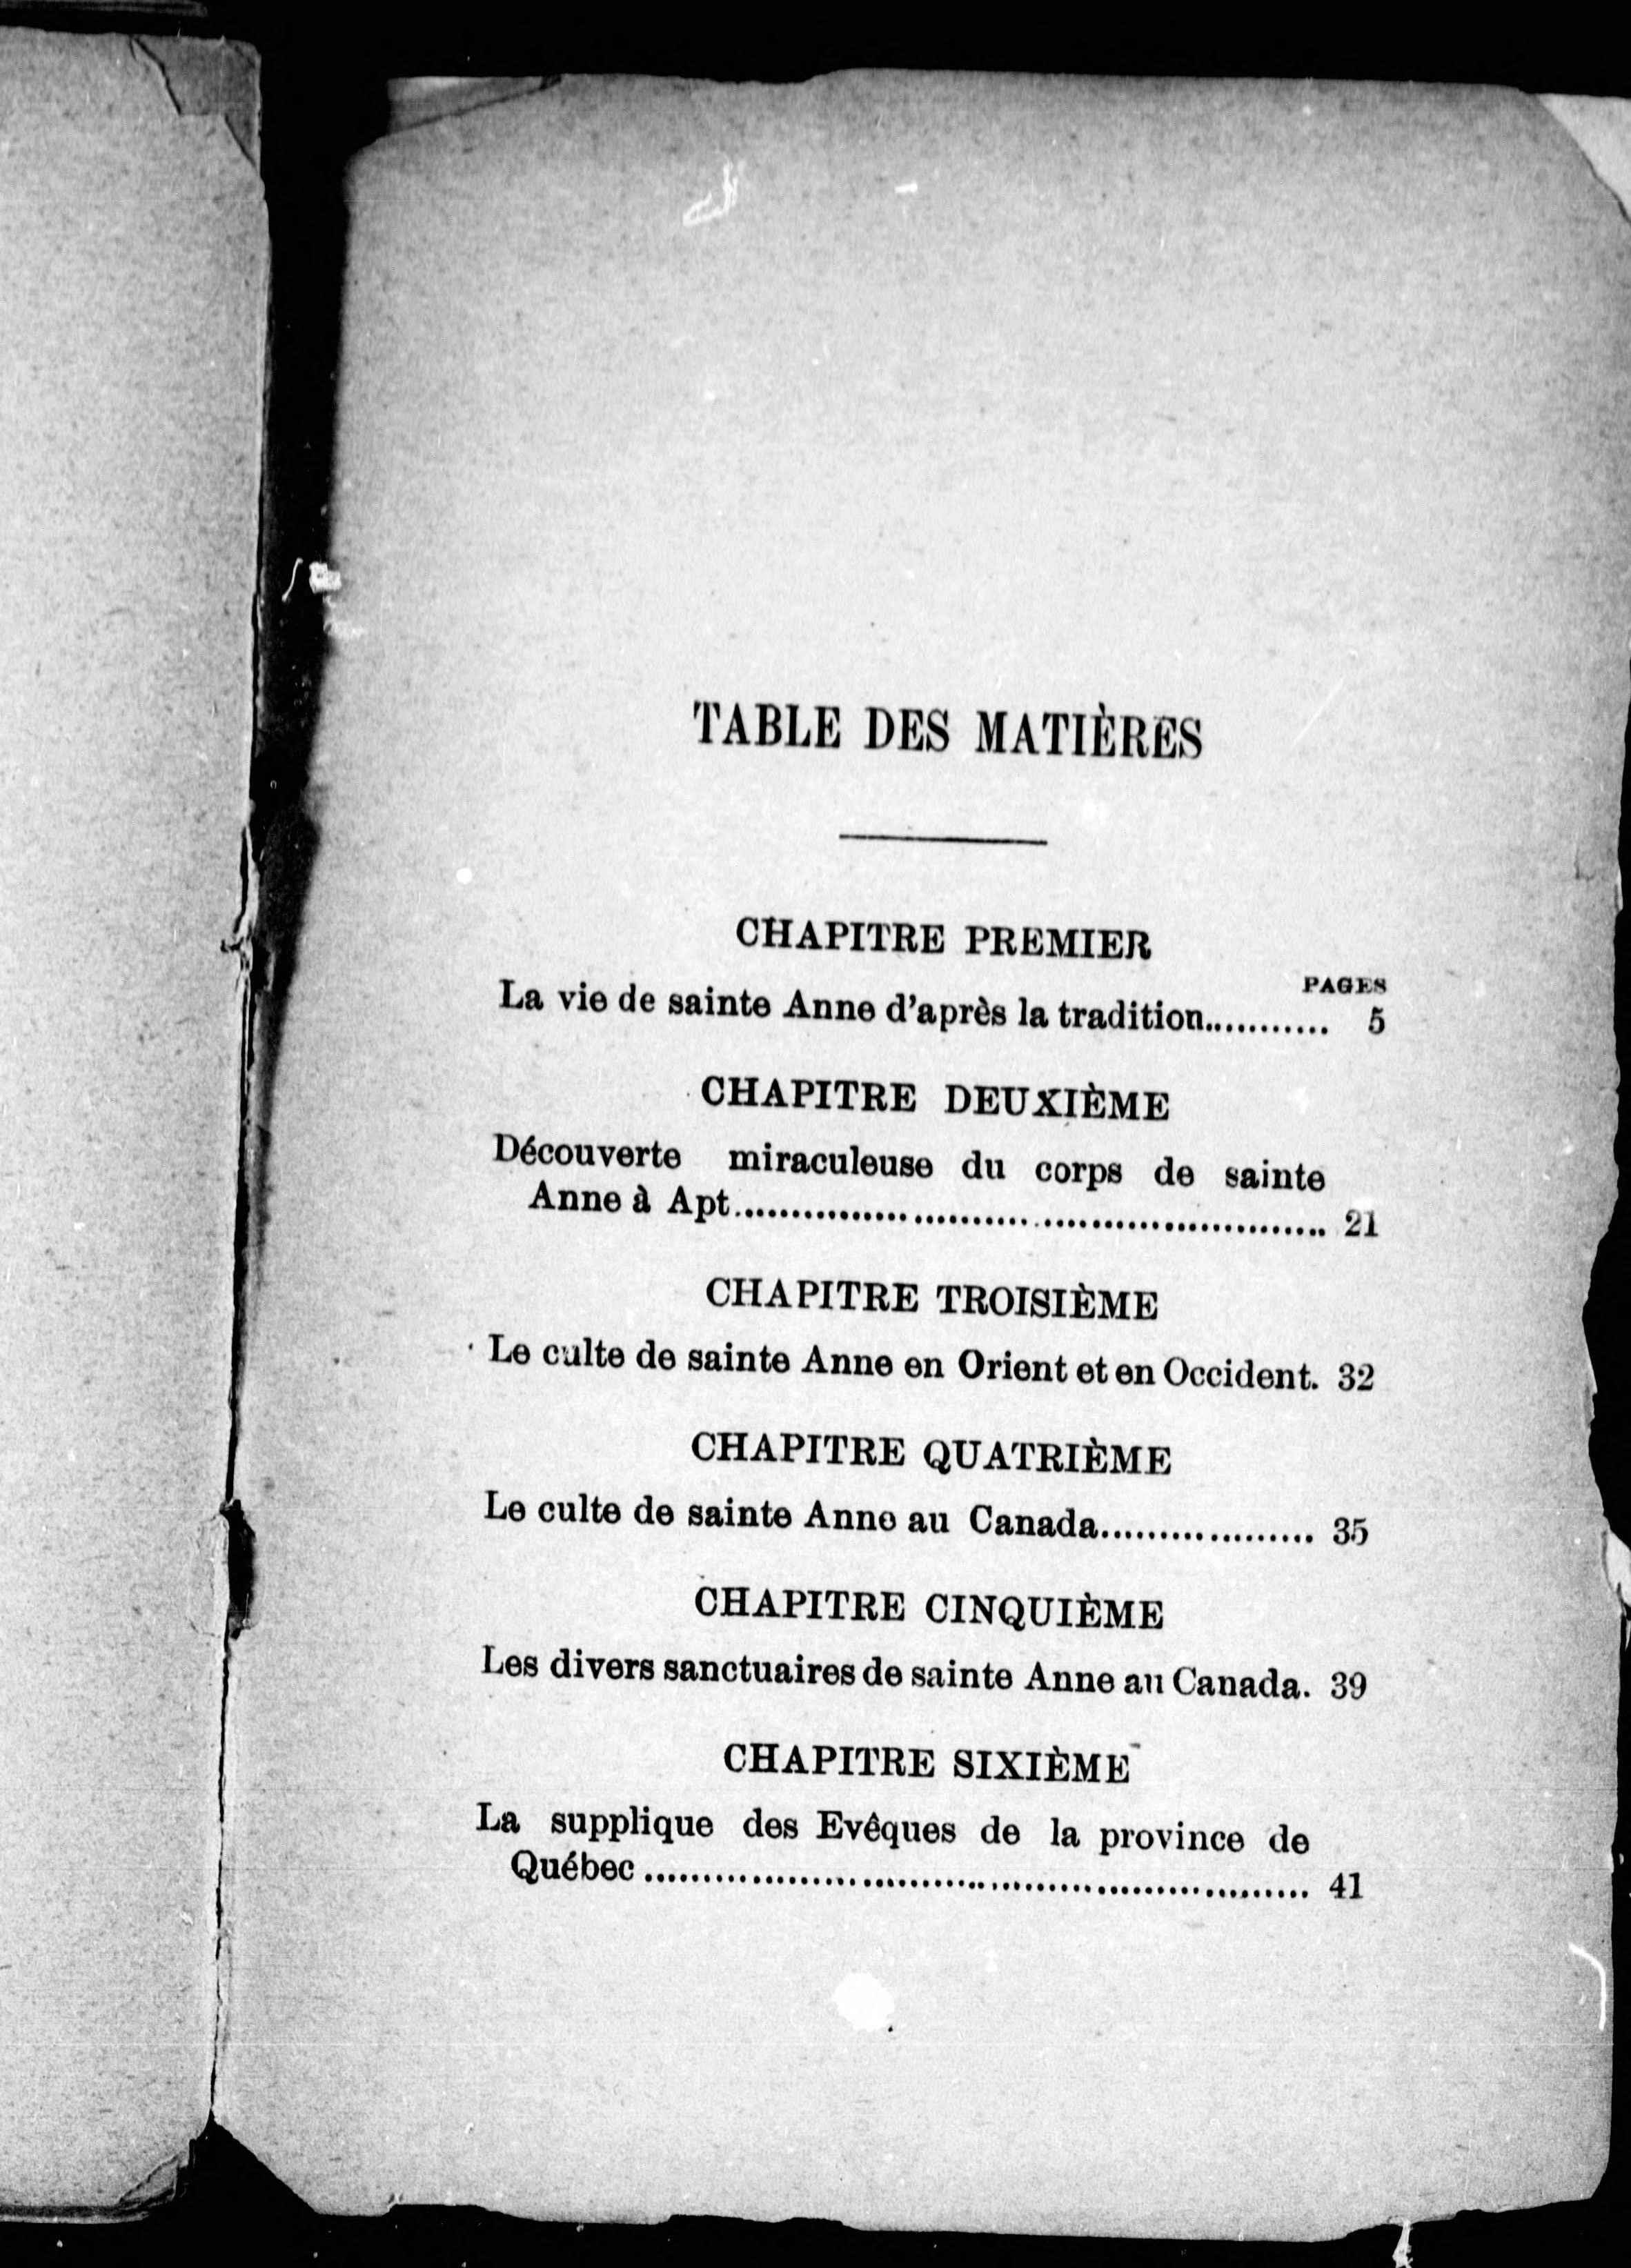 TABLE DES MATIÈRES
CHAPITRE PREMIER
PAGES
La vie de sainte Anne d'après la tradition........... 5
CHAPITRE DEUXIÈME
Découverte miraculeuse du corps de sainte
Anne à Apt.................................................. 21
CHAPITRE TROISIÈME
Le culte de sainte Anne en Orient et en Occident. 32
CHAPITRE QUATRIÈME
Le culte de sainte Anne au Canada.................. 35
CHAPITRE CINQUIÈME
Les divers sanctuaires de sainte Anne au Canada. 39
CHAPITRE SIXIÈME
La supplique des Evêques de la province de
Québec........................................................ 41